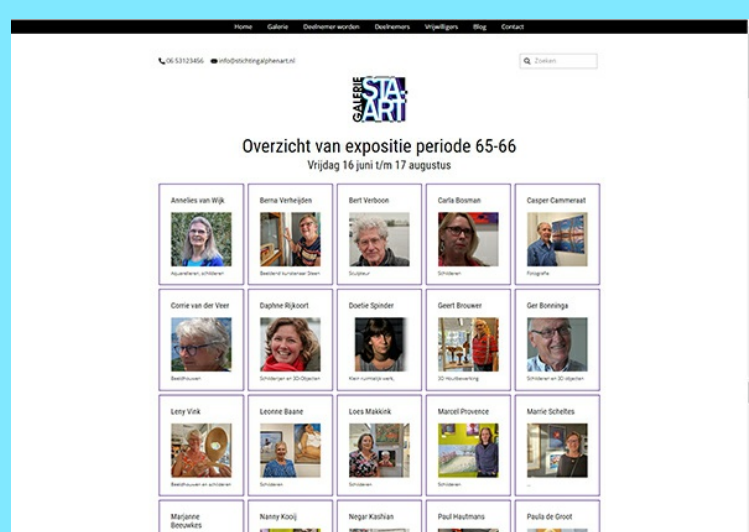 Home Galerie Deelnemer worden Deelnemers Vrijwilligers Blog Contact
06 53123456 info@stichtingalphenart.nl Zoeken
GALERIE
STA-
ART
Overzicht van expositie periode 65-66
Vrijdag 16 juni t/m 17 augustus
Annelies van Wijk Berna Verheijden Bert Verboon Carla Bosman Casper Cammeraat
Aquarelleren, schilderen Beeldend kunstenaar Steen Sculpteur Schilderen Fotografie
Corrie van der Veer Daphne Rijkoort Doetie Spinder Geert Brouwer Ger Bonninga
Beeldhouwen Schilderijen en 3D-Objecten Klein ruimtelijk werk, 3D-Houtbewerking Schilderen en 3D objecten
Leny Vink Leonne Baane Loes Makkink Marcel Provence Marrie Scheltes
Beeldhouwen en schilderen Schilderen Schilderen Schilderen ...
Marjanne Nanny Kooij Negar Kashian Paul Hautmans Paula de Groot
Beeuwkes